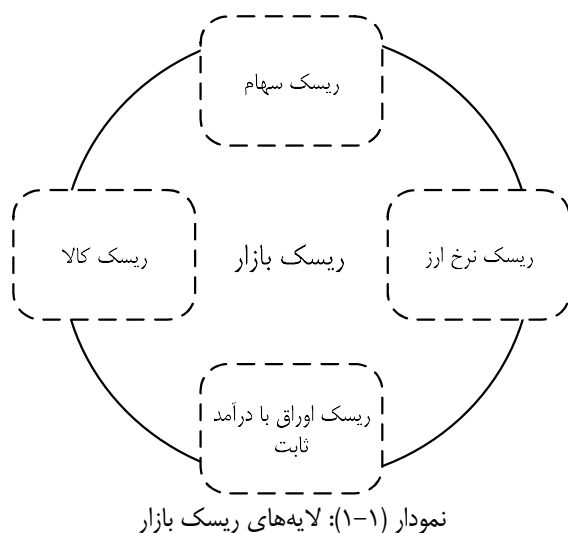 ریسک سهام
ریسک نرخ ارز
ریسک بازار
ریسک کالا
ریسک اوراق با درآمد
ثابت
نمودار (۱-۱): لایه‌های ریسک بازار